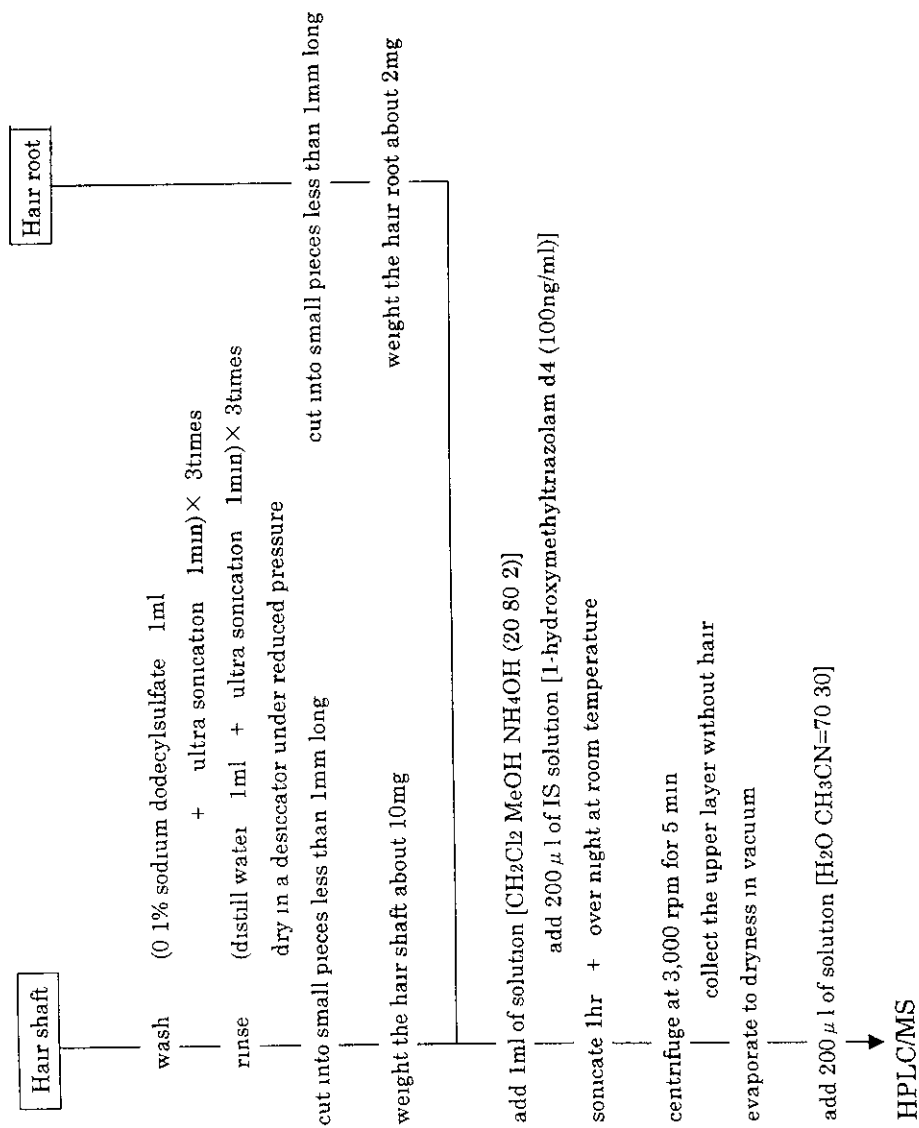 Hair shaft
wash (0 1% sodium dodecylsulfate 1ml
+ ultra sonication 1min) × 3times
rinse (distill water 1ml + ultra sonication 1min) × 3times
dry in a desiccator under reduced pressure
cut into small pieces less than 1mm long
weight the hair shaft about 10mg
Hair root
cut into small pieces less than 1mm long
weight the hair root about 2mg
add 1ml of solution [CH2Cl2 MeOH NH4OH (20 80 2)]
add 200 μl of IS solution [1-hydroxymethyltriazolam d4 (100ng/ml)]
sonicate 1hr + over night at room temperature
centrifuge at 3,000 rpm for 5 min
collect the upper layer without hair
evaporate to dryness in vacuum
add 200 μl of solution [H2O CH3CN=70 30]
HPLC/MS